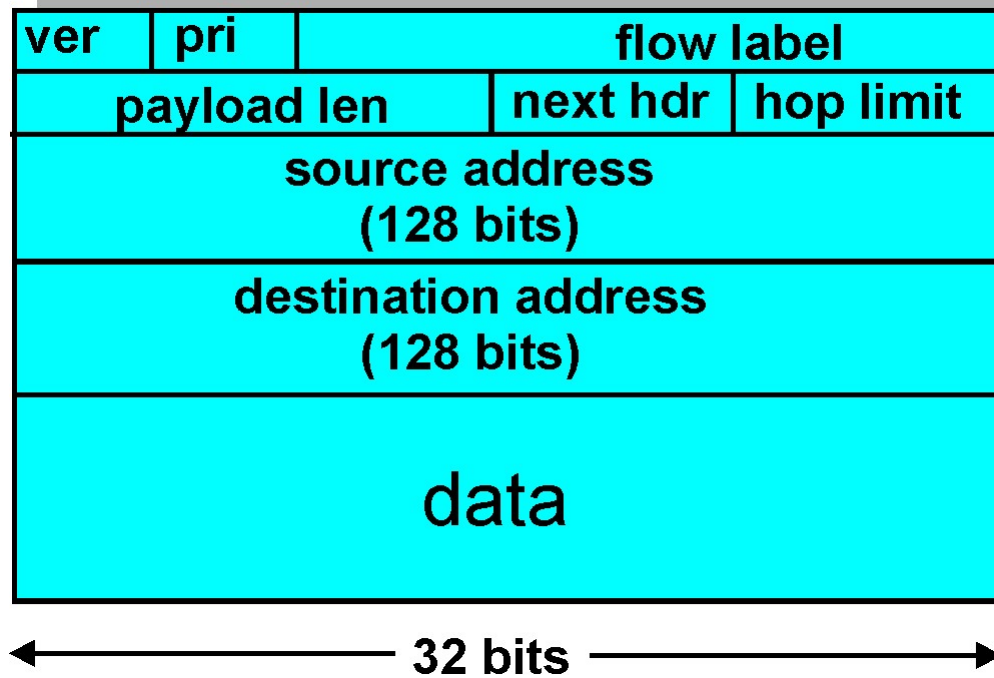 ver pri flow label
payload len next hdr hop limit
source address
(128 bits)
destination address
(128 bits)
data
32 bits